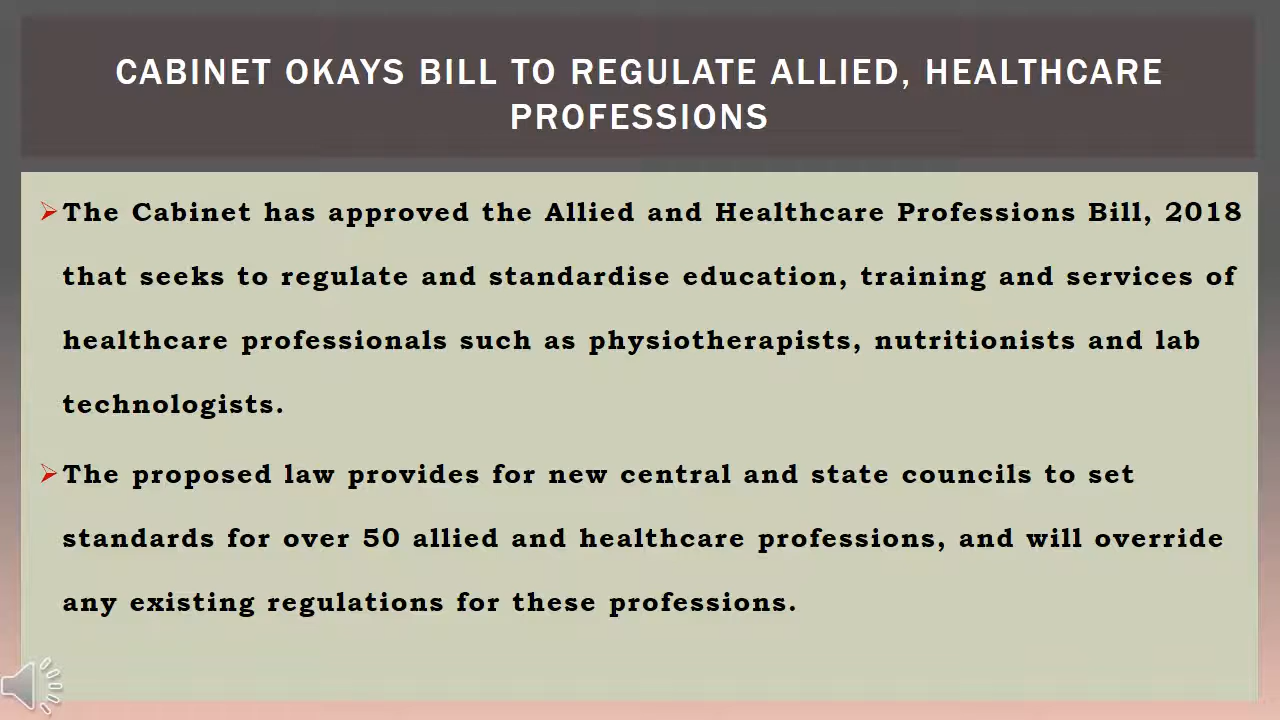 CABINET OKAYS BILL TO REGULATE ALLIED, HEALTHCARE
PROFESSIONS
The Cabinet has approved the Allied and Healthcare Professions Bill, 2018
that seeks to regulate and standardise education, training and services of
healthcare professionals such as physiotherapists, nutritionists and lab
technologists.
The proposed law provides for new central and state councils to set
standards for over 50 allied and healthcare professions, and will override
any existing regulations for these professions.